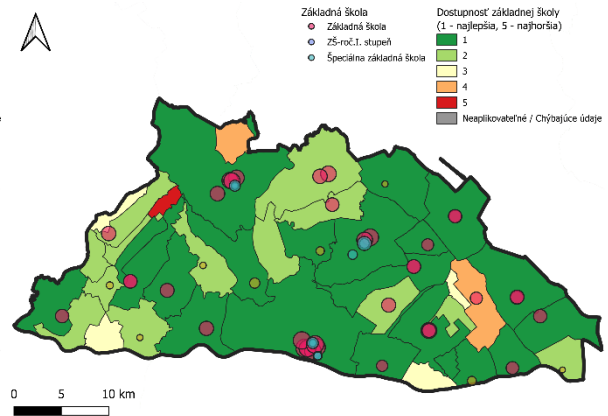 Základná škola
Základná škola
ZŠ-roč.I. stupeň
Špeciálna základná škola
Dostupnosť základnej školy
(1 - najlepšia, 5 - najhoršia)
1
2
3
4
5
Neaplikovateľné / Chýbajúce údaje
0 5 10 km